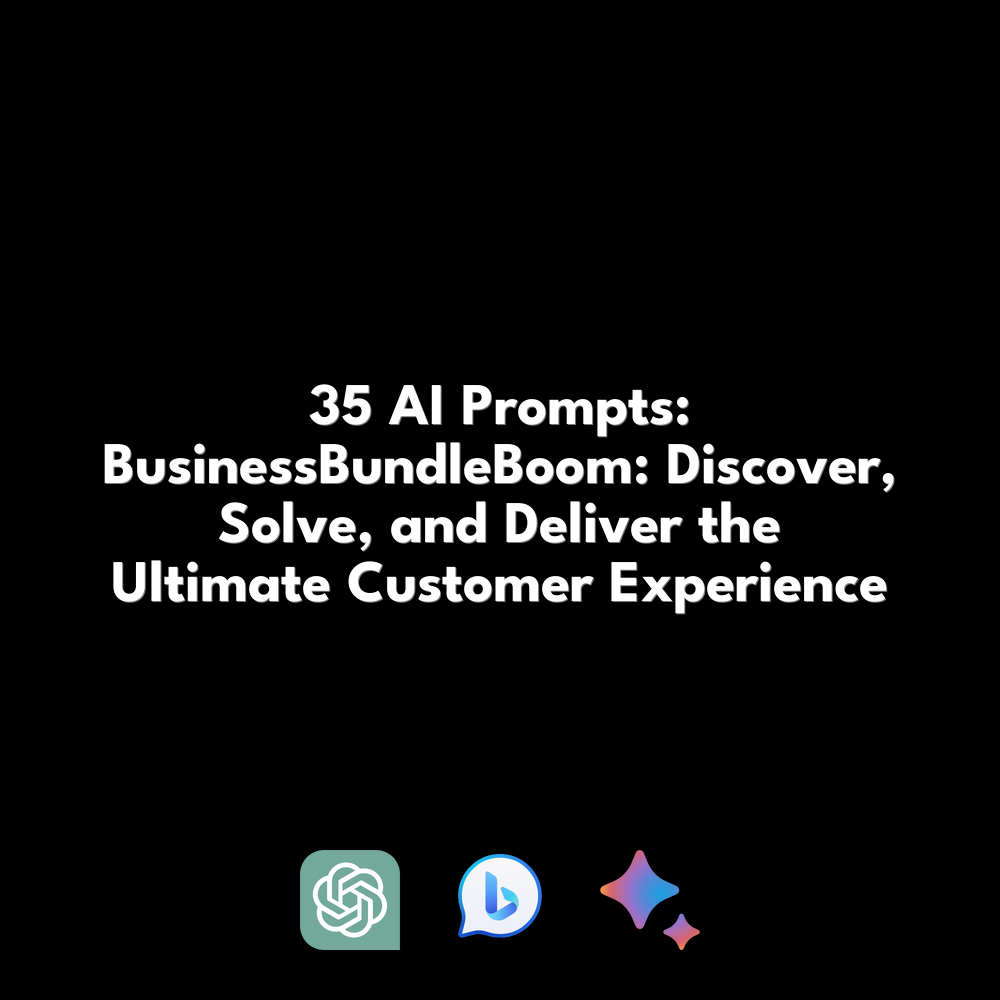 35 AI Prompts:
BusinessBundleBoom: Discover,
Solve, and Deliver the
Ultimate Customer Experience